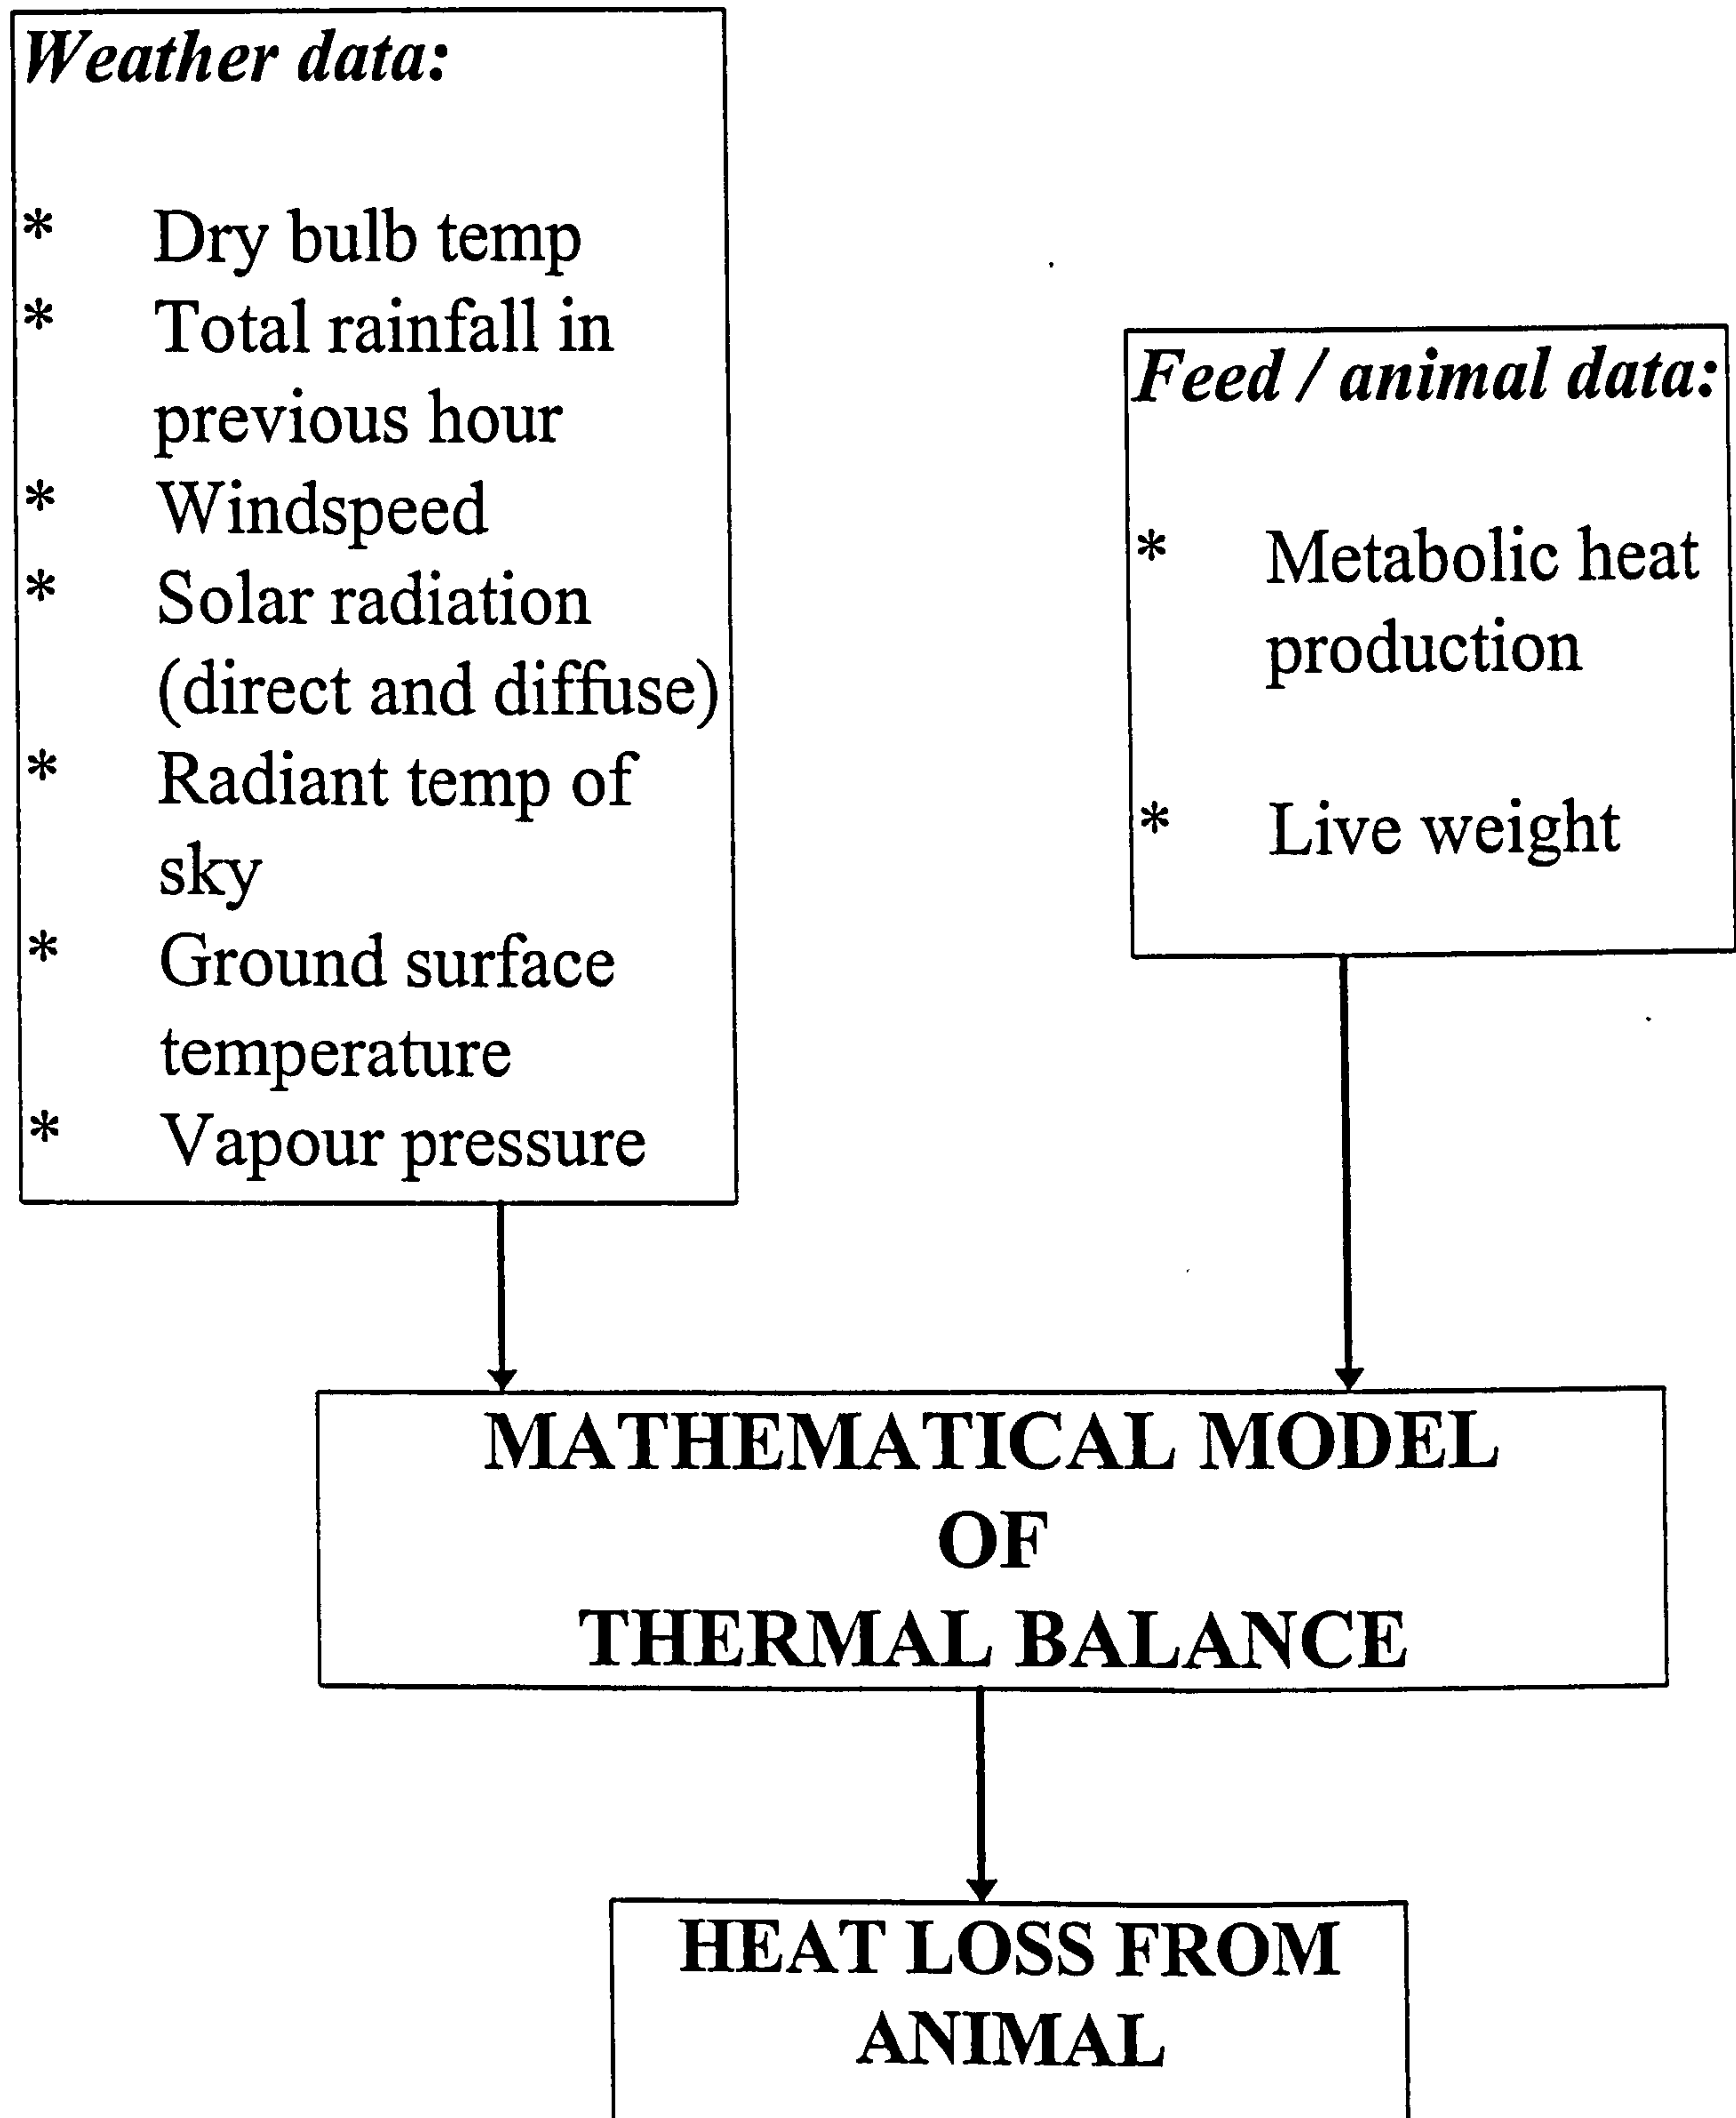 Weather data:
* Dry bulb temp
* Total rainfall in
previous hour
* Windspeed
* Solar radiation
(direct and diffuse)
* Radiant temp of
sky
* Ground surface
temperature
* Vapour pressure
Feed / animal data:
* Metabolic heat
production
* Live weight
MATHEMATICAL MODEL
OF
THERMAL BALANCE
HEAT LOSS FROM
ANIMAL